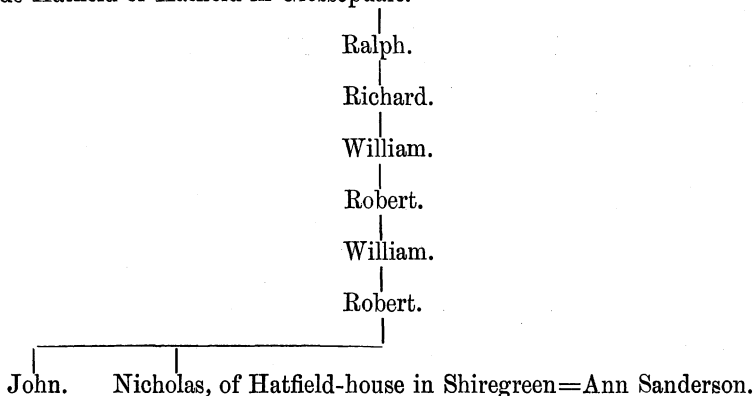 Ralph.
Richard.
William.
Robert.
William.
Robert.
John. Nicholas, of Hatfield-house in Shiregreen=Ann Sanderson.